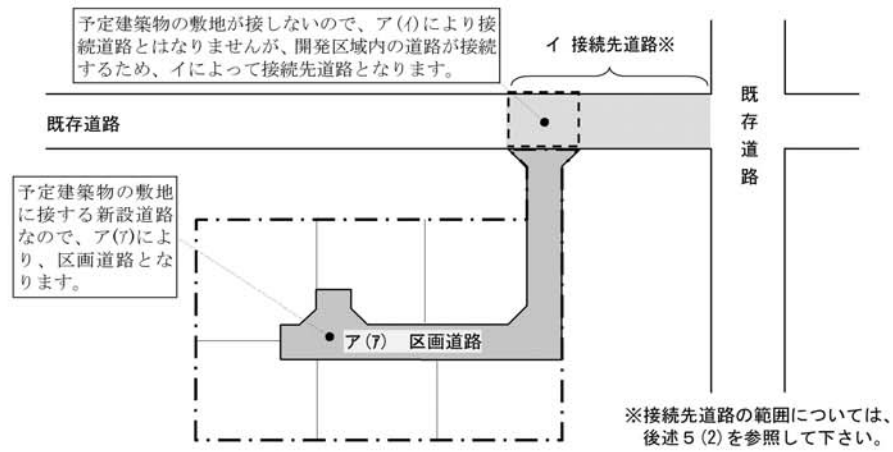 予定建築物の敷地が接しないので、ア(ｲ)により接
続道路とはなりませんが、開発区域内の道路が接続
するため、イによって接続先道路となります。
イ 接続先道路※
既存道路
既存道路
予定建築物の敷地
に接する新設道路
なので、ア(ｱ)によ
り、区画道路とな
ります。
ア(ｱ) 区画道路
※接続先道路の範囲については、
後述５(2)を参照して下さい。